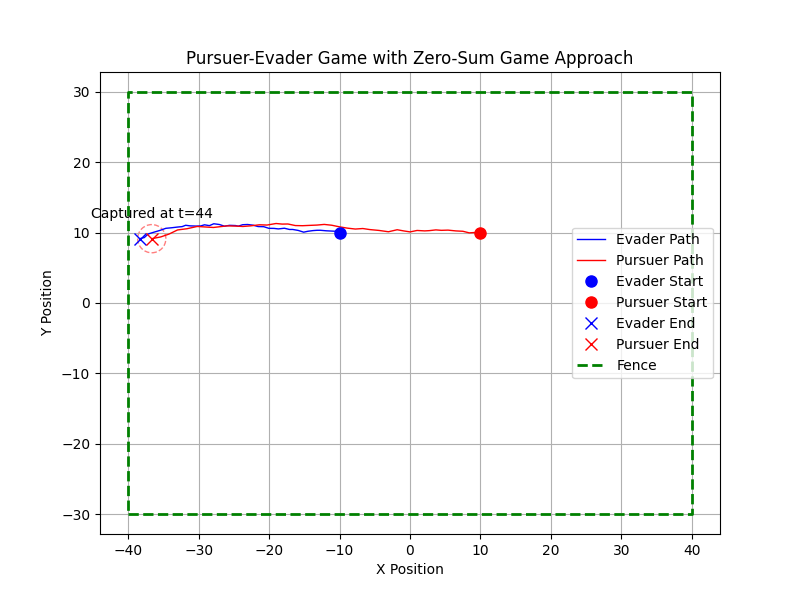 Pursuer-Evader Game with Zero-Sum Game Approach
30
20
10
0
−10
−20
−30
Y Position
Captured at t=44
Evader Path
Pursuer Path
Evader Start
Pursuer Start
Evader End
Pursuer End
Fence
−40 −30 −20 −10 0 10 20 30 40
X Position